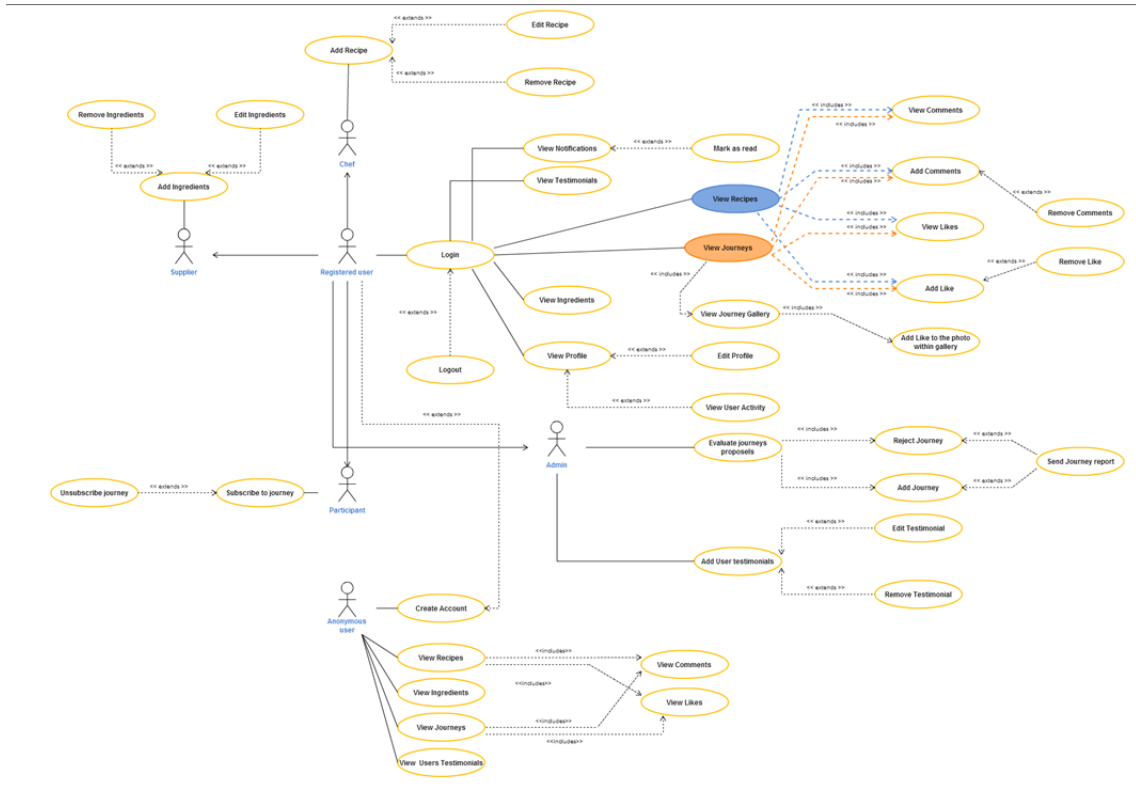 << extends >>
Edit Recipe
Add Recipe
<< extends >>
Remove Recipe
Remove Ingredients
Edit Ingredients
<< extends >>
<< extends >>
Add Ingredients
Supplier
Chef
Registered user
View Notifications
<< extends >>
Mark as read
View Testimonials
Login
View Recipes
View Journeys
<< includes >>
<< includes >>
View Comments
<< includes >>
<< includes >>
Add Comments
<< extends >>
Remove Comments
View Likes
<< extends >>
Remove Like
<< includes >>
<< includes >>
Add Like
<< includes >>
View Ingredients
View Journey Gallery
<< includes >>
Add Like to the photo
within gallery
<< extends >>
Logout
View Profile
<< extends >>
Edit Profile
<< extends >>
View User Activity
<< extends >>
Admin
Evaluate journeys
proposels
<< includes >>
Reject Journey
<< extends >>
Send Journey report
<< includes >>
Add Journey
<< extends >>
Unsubscribe journey
<< extends >>
Subscribe to journey
Participant
Add User testimonials
<< extends >>
Edit Testimonial
<< extends >>
Remove Testimonial
Anonymous
user
Create Account
View Recipes
<<includes>>
View Comments
View Ingredients
<<includes>>
View Likes
View Journeys
<<includes>>
<<includes>>
View Users Testimonials